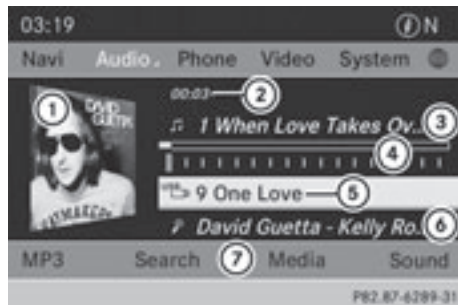 03:19 N
Navi Audio. Phone Video System
1 DAVID GUETTA
00:03 2
1 When Love Takes Ov... 3
4
USB 9 One Love 5
David Guetta - Kelly Ro... 6
MP3 Search 7 Media Sound
P82.87-6289-31